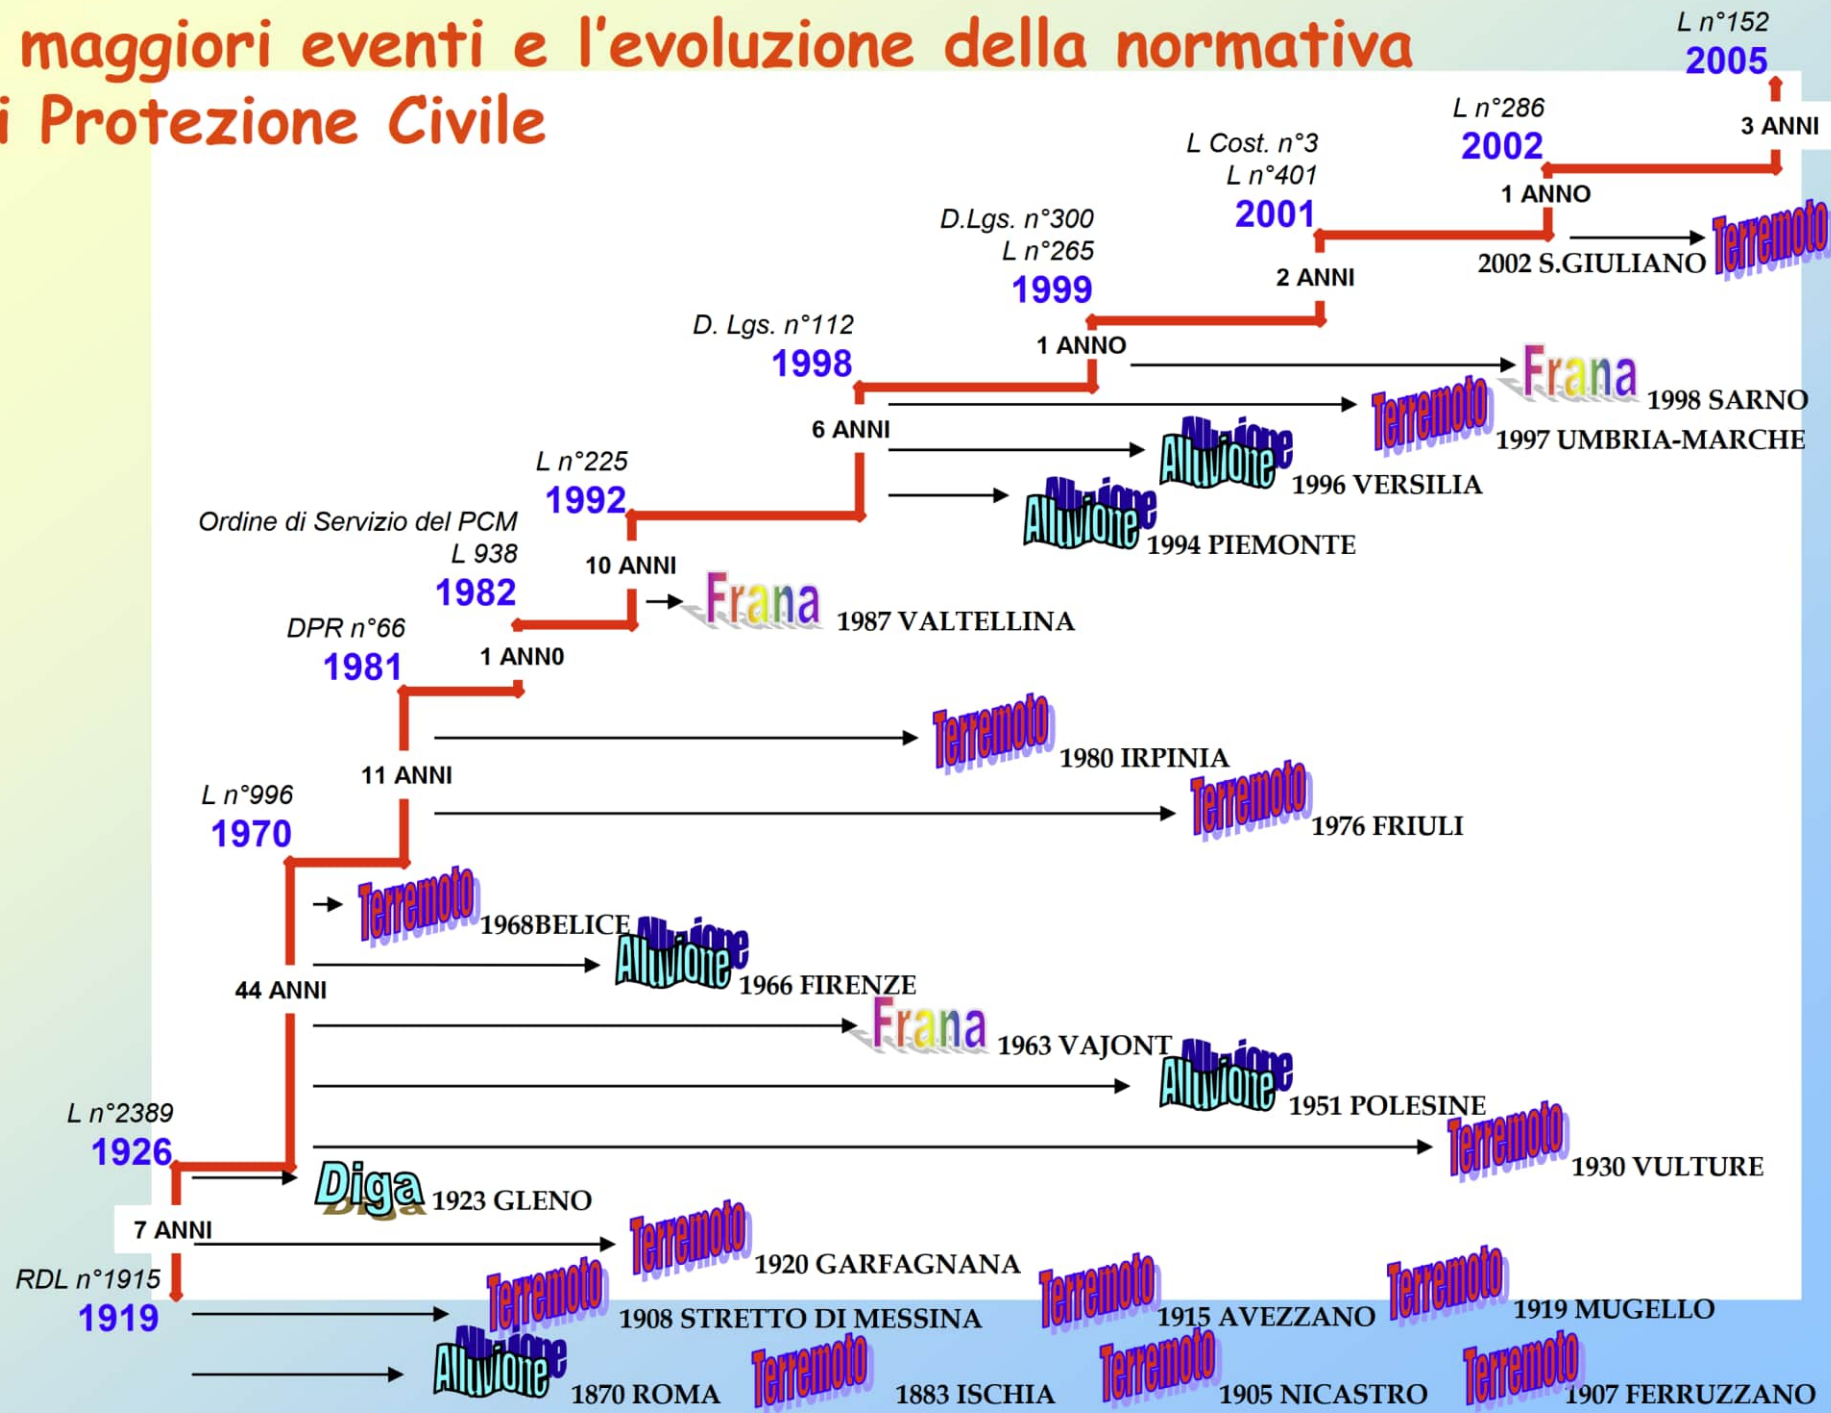 maggiori eventi e l'evoluzione della normativa
i Protezione Civile
L n°152
2005
3 ANNI
L n°286
2002
1 ANNO
2002 S.GIULIANO Terremoto
L Cost. n°3
L n°401
2001
2 ANNI
D.Lgs. n°300
L n°265
1999
1 ANNO
Frana 1998 SARNO
D. Lgs. n°112
1998
6 ANNI
Terremoto 1997 UMBRIA-MARCHE
Alluvione 1996 VERSILIA
Alluvione 1994 PIEMONTE
L n°225
1992
10 ANNI
Frana 1987 VALTELLINA
Ordine di Servizio del PCM
L 938
1982
1 ANN0
DPR n°66
1981
11 ANNI
Terremoto 1980 IRPINIA
Terremoto 1976 FRIULI
L n°996
1970
44 ANNI
Terremoto 1968BELICE
Alluvione 1966 FIRENZE
Frana 1963 VAJONT
Alluvione 1951 POLESINE
Terremoto 1930 VULTURE
L n°2389
1926
7 ANNI
Diga 1923 GLENO
Terremoto 1920 GARFAGNANA
RDL n°1915
1919
Terremoto 1908 STRETTO DI MESSINA Terremoto 1915 AVEZZANO Terremoto 1919 MUGELLO
Alluvione 1870 ROMA Terremoto 1883 ISCHIA Terremoto 1905 NICASTRO Terremoto 1907 FERRUZZANO